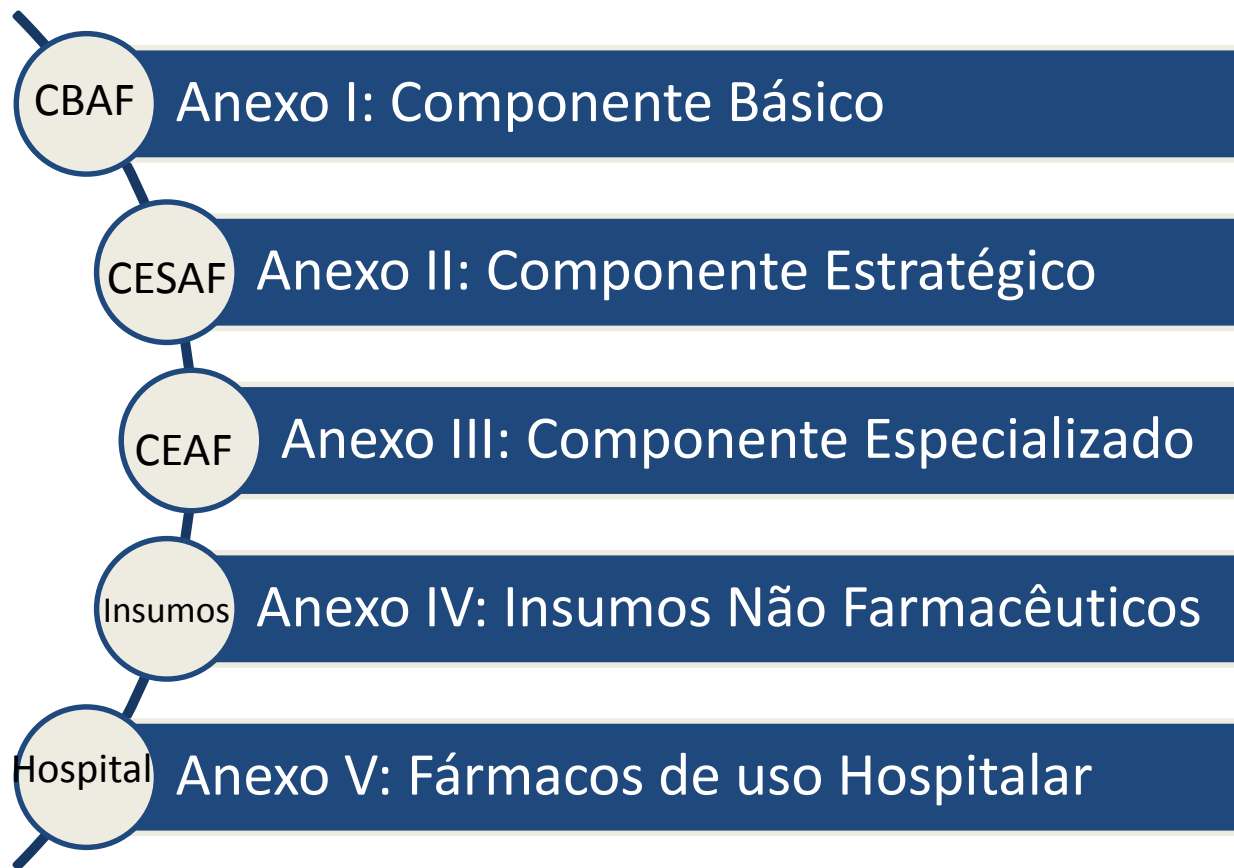 CBAF
Anexo I: Componente Básico
CESAF
Anexo II: Componente Estratégico
CEAF
Anexo III: Componente Especializado
Insumos
Anexo IV: Insumos Não Farmacêuticos
Hospital
Anexo V: Fármacos de uso Hospitalar